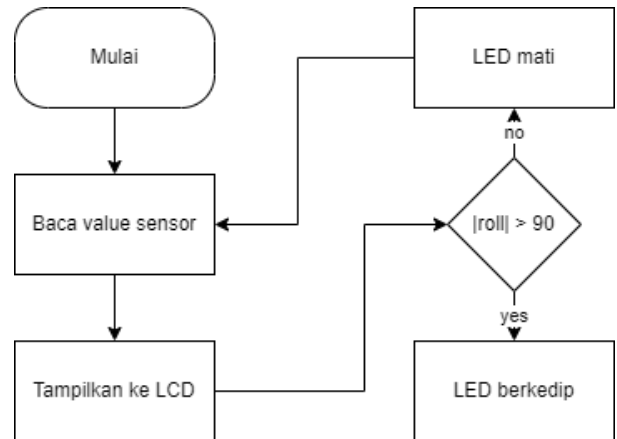 Mulai
LED mati
no
Baca value sensor
|roll| > 90
yes
Tampilkan ke LCD
LED berkedip